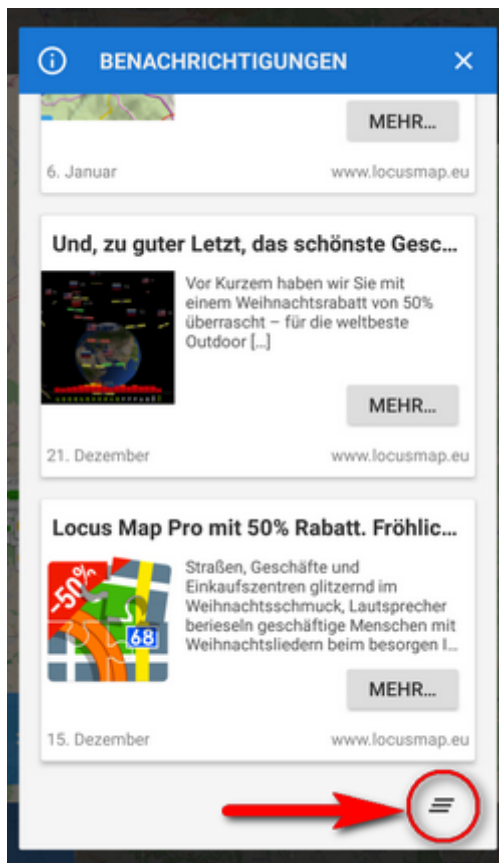 BENACHRICHTIGUNGEN
MEHR...
6. Januar
www.locusmap.eu
Und, zu guter Letzt, das schönste Gesc...
Vor Kurzem haben wir Sie mit
einem Weihnachtsrabatt von 50%
überrascht – für die weltbeste
Outdoor [...]
MEHR...
21. Dezember
www.locusmap.eu
Locus Map Pro mit 50% Rabatt. Fröhlic...
-50%
68
Straßen, Geschäfte und
Einkaufszentren glitzernd im
Weihnachtsschmuck, Lautsprecher
berieseln geschäftige Menschen mit
Weihnachtsliedern beim besorgen I...
MEHR...
15. Dezember
www.locusmap.eu